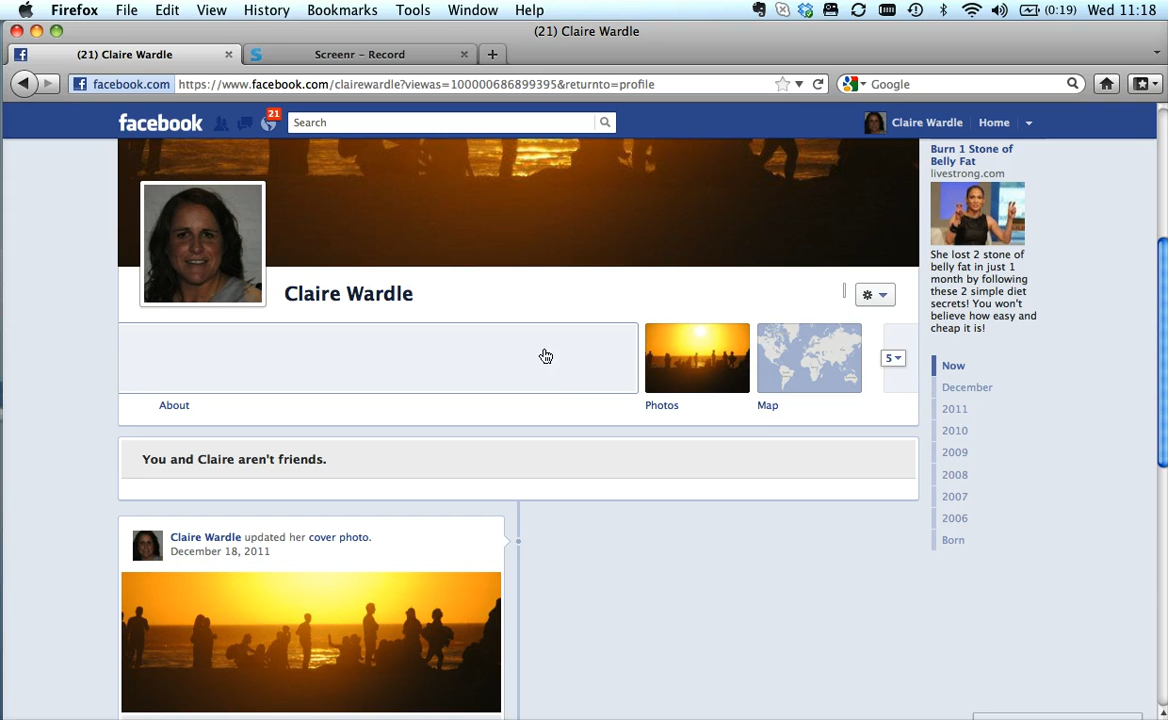 Firefox File Edit View History Bookmarks Tools Window Help (0:19) Wed 11:18
(21) Claire Wardle
(21) Claire Wardle Screenr – Record
facebook.com https://www.facebook.com/clairewardle?viewas=100000686899395&returnto=profile Google
facebook 21 Search Claire Wardle Home
Burn 1 Stone of
Belly Fat
livestrong.com
She lost 2 stone of
belly fat in just 1
month by following
these 2 simple diet
secrets! You won't
believe how easy and
cheap it is!
Claire Wardle
5
About Photos Map
Now
December
2011
2010
2009
2008
2007
2006
Born
You and Claire aren't friends.
Claire Wardle updated her cover photo.
December 18, 2011